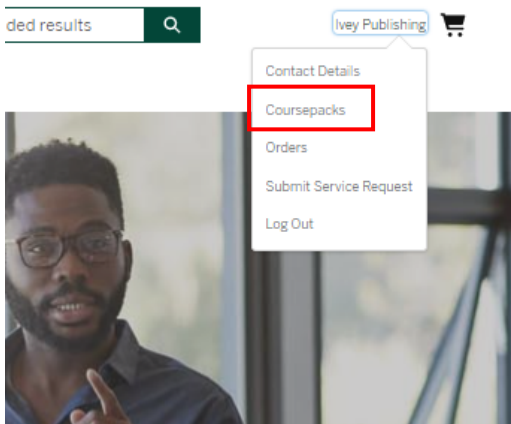 ded results
Ivey Publishing
Contact Details
Coursepacks
Orders
Submit Service Request
Log Out